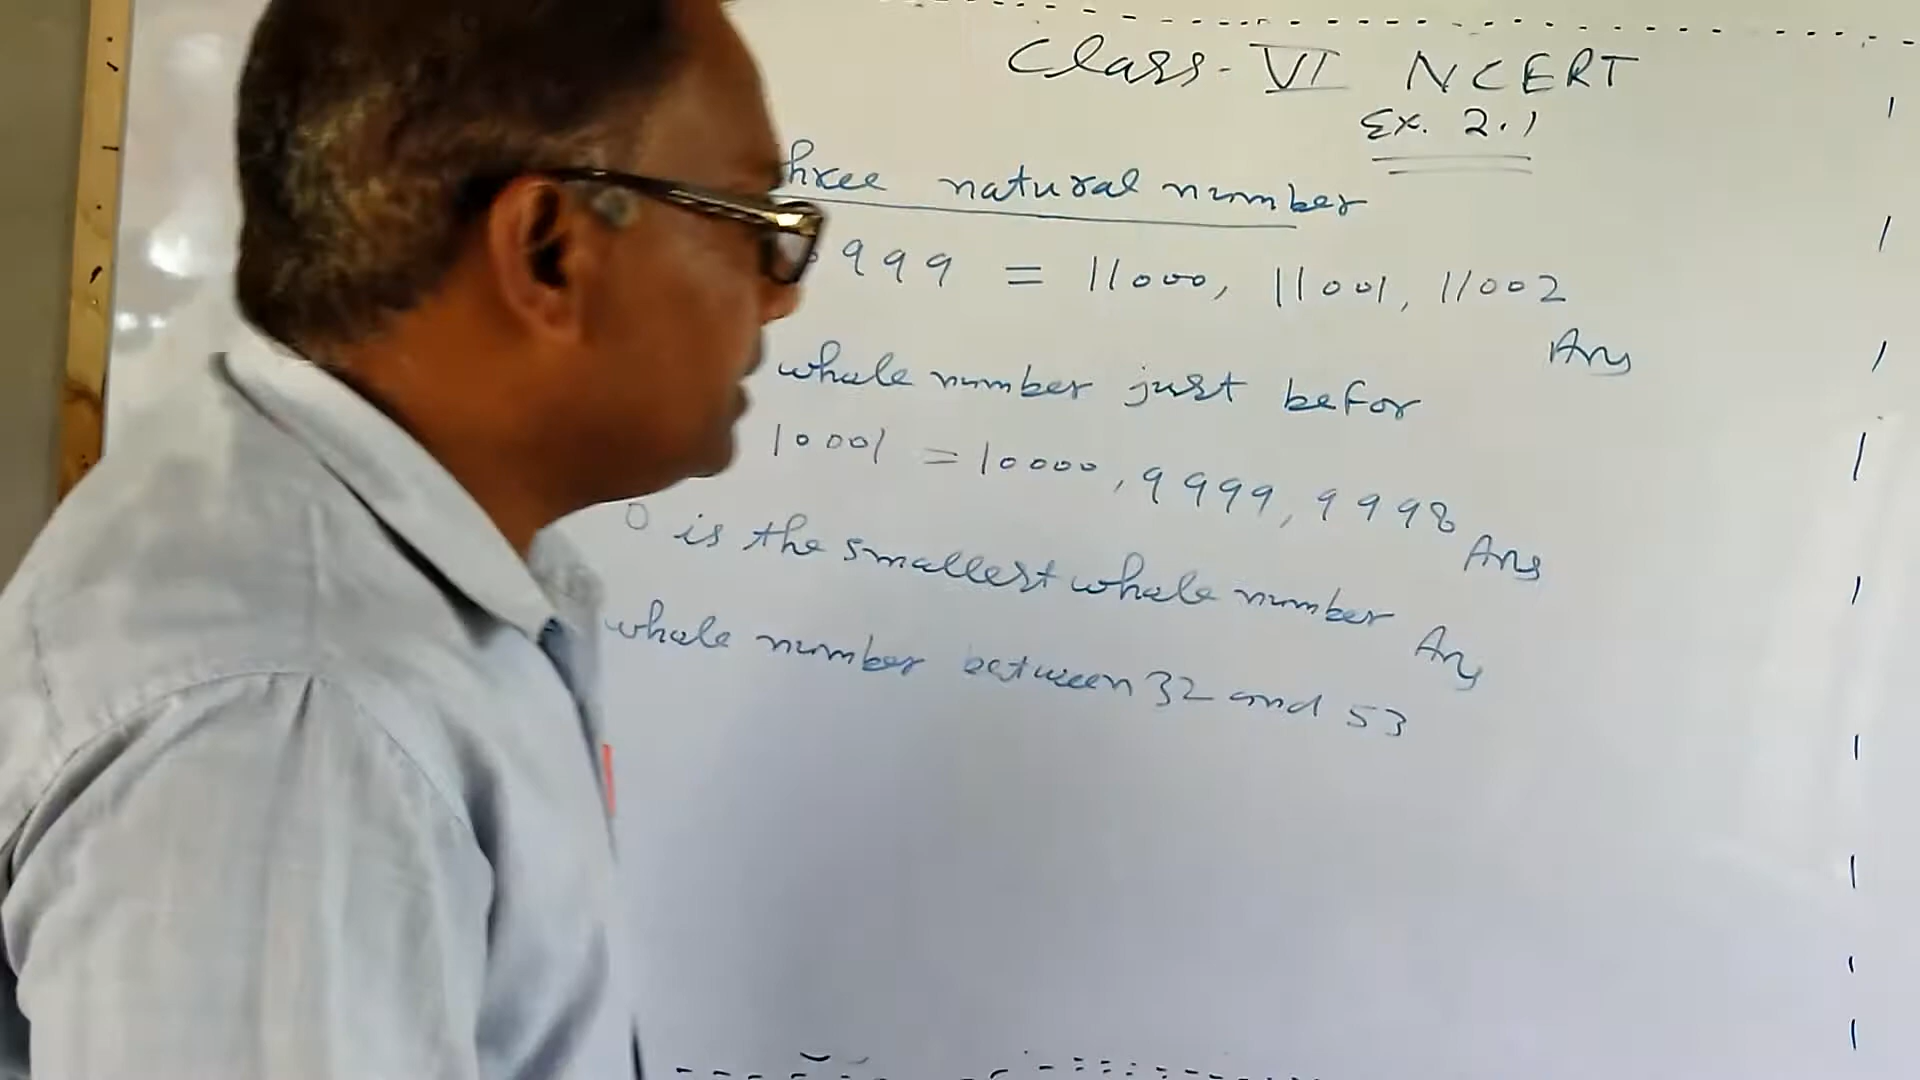 Class-VI NCERT
Ex. 2.1
hree natural number
999 = 11000, 11001, 11002
Ans
whole number just befor
10001 = 10000, 9999, 9998
Ans
0 is the smallest whole number
Ans
whole number between 32 and 53